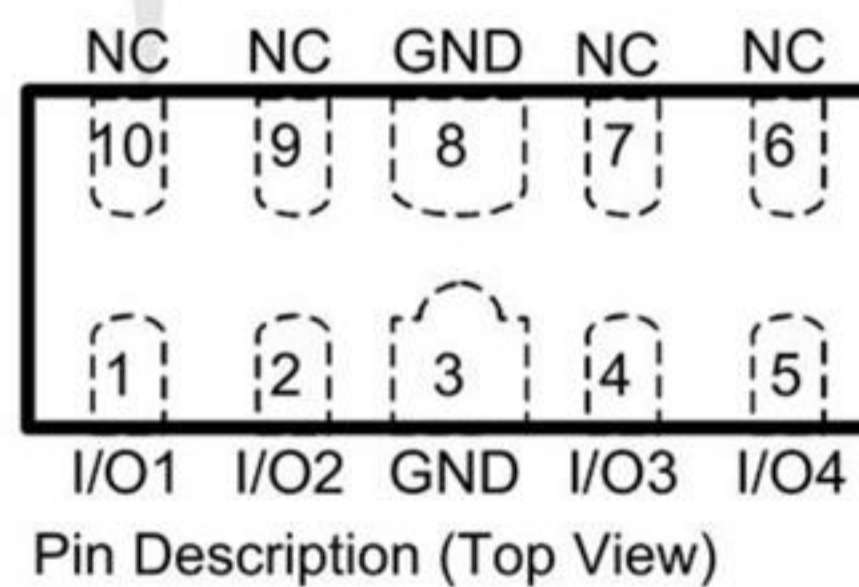 NC NC GND NC NC
10 9 8 7 6
1 2 3 4 5
I/O1 I/O2 GND I/O3 I/O4
Pin Description (Top View)